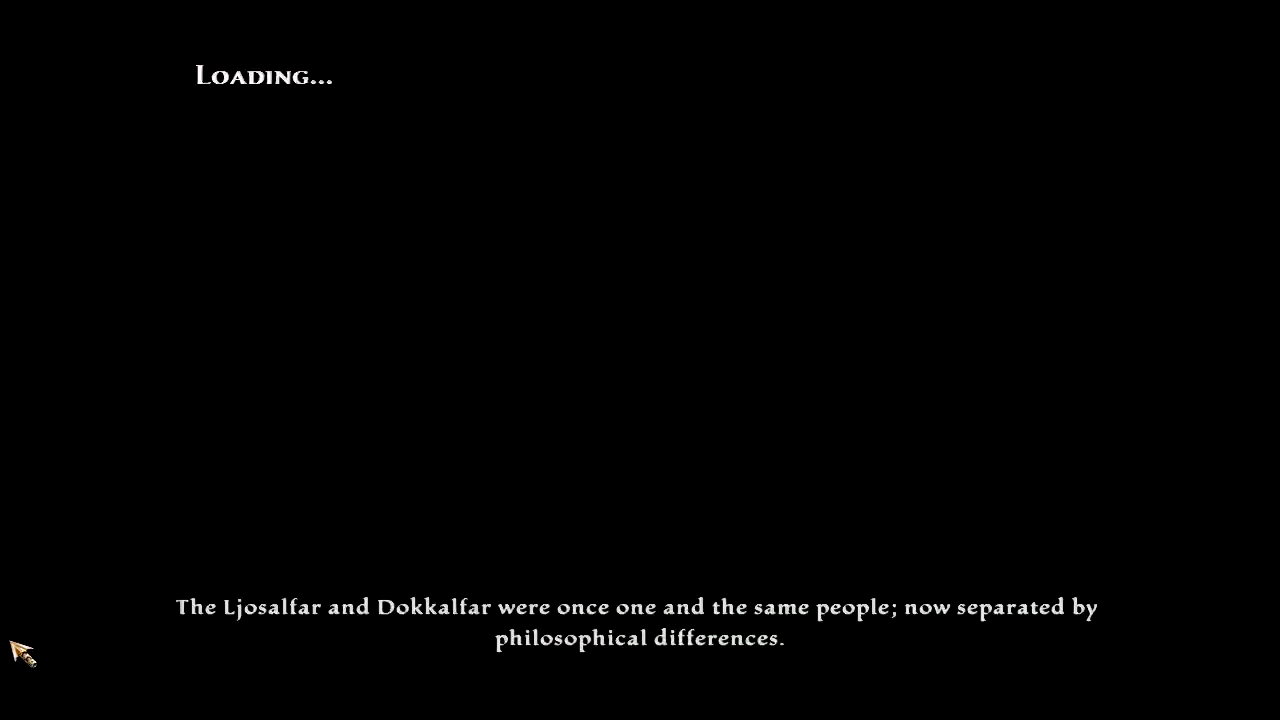 Loading...
The Ljosalfar and Dokkalfar were once one and the same people; now separated by
philosophical differences.